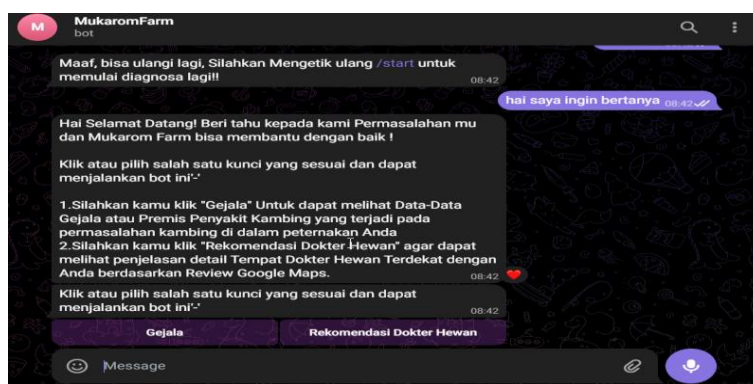 M
MukaromFarm
bot
Maaf, bisa ulangi lagi, Silahkan Mengetik ulang /start untuk
memulai diagnosa lagi!!
08:42
hai saya ingin bertanya 08:42
Hai Selamat Datang! Beri tahu kepada kami Permasalahan mu
dan Mukarom Farm bisa membantu dengan baik !
Klik atau pilih salah satu kunci yang sesuai dan dapat
menjalankan bot ini'-'
1.Silahkan kamu klik "Gejala" Untuk dapat melihat Data-Data
Gejala atau Premis Penyakit Kambing yang terjadi pada
permasalahan kambing di dalam peternakan Anda
2.Silahkan kamu klik "Rekomendasi Dokter Hewan" agar dapat
melihat penjelasan detail Tempat Dokter Hewan Terdekat dengan
Anda berdasarkan Review Google Maps.
08:42
Klik atau pilih salah satu kunci yang sesuai dan dapat
menjalankan bot ini'-'
08:42
Gejala
Rekomendasi Dokter Hewan
Message